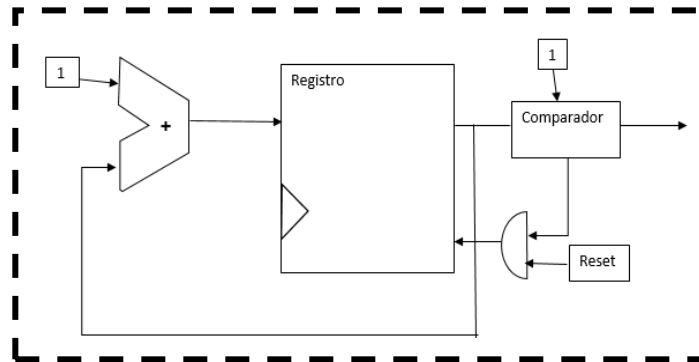 1
+
Registro
1
Comparador
Reset